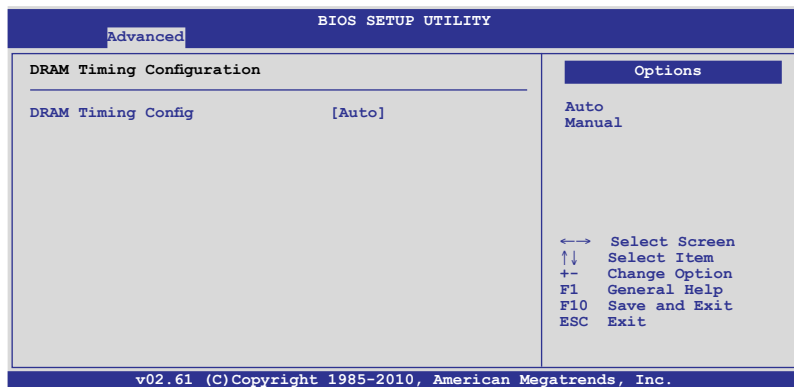 BIOS SETUP UTILITY
Advanced
DRAM Timing Configuration
DRAM Timing Config [Auto]
Options
Auto
Manual
←→ Select Screen
↑↓ Select Item
+- Change Option
F1 General Help
F10 Save and Exit
ESC Exit
v02.61 (C)Copyright 1985-2010, American Megatrends, Inc.